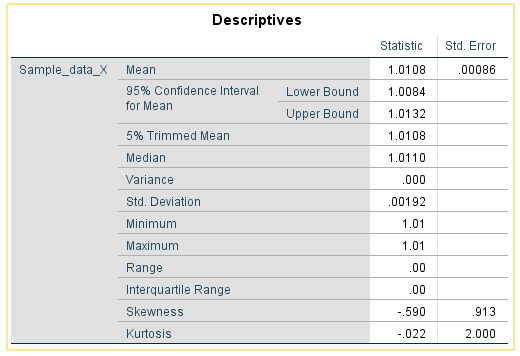 Descriptives
Statistic Std. Error
Sample_data_X Mean 1.0108 .00086
95% Confidence Interval for Mean Lower Bound 1.0084
Upper Bound 1.0132
5% Trimmed Mean 1.0108
Median 1.0110
Variance .000
Std. Deviation .00192
Minimum 1.01
Maximum 1.01
Range .00
Interquartile Range .00
Skewness -.590 .913
Kurtosis -.022 2.000